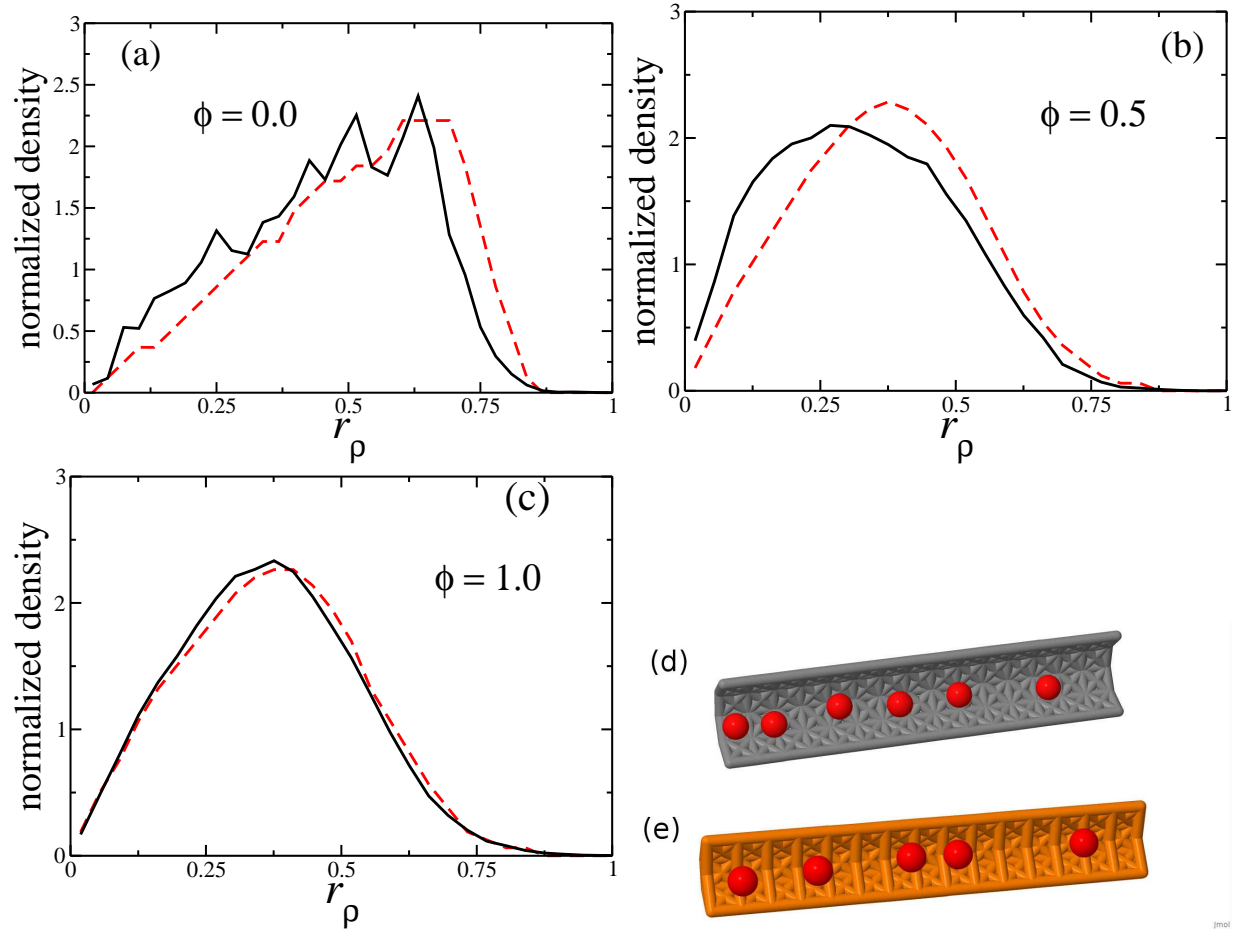 (a)
ϕ = 0.0
normalized density
0
0.5
1
1.5
2
2.5
3
0
0.25
0.5
0.75
1
rρ
(b)
ϕ = 0.5
normalized density
0
1
2
3
0
0.25
0.5
0.75
1
rρ
(c)
ϕ = 1.0
normalized density
0
1
2
3
0
0.25
0.5
0.75
1
rρ
(d)
(e)
jmol